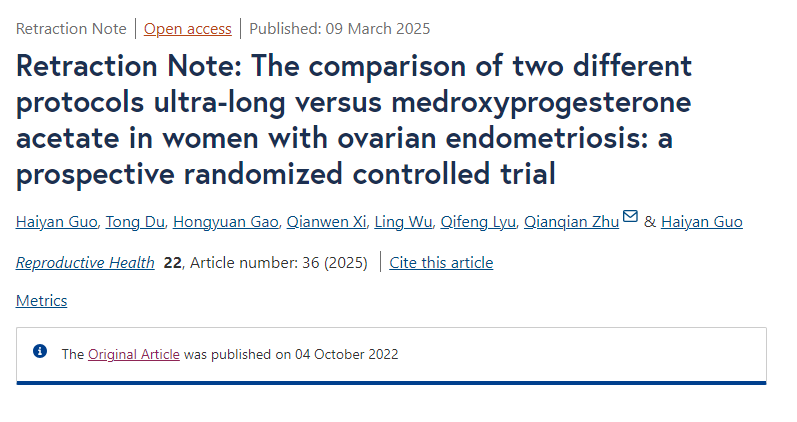 Retraction Note | Open access | Published: 09 March 2025
Retraction Note: The comparison of two different
protocols ultra-long versus medroxyprogesterone
acetate in women with ovarian endometriosis: a
prospective randomized controlled trial
Haiyan Guo, Tong Du, Hongyuan Gao, Qianwen Xi, Ling Wu, Qifeng Lyu, Qianqian Zhu & Haiyan Guo
Reproductive Health 22, Article number: 36 (2025) | Cite this article
Metrics
The Original Article was published on 04 October 2022